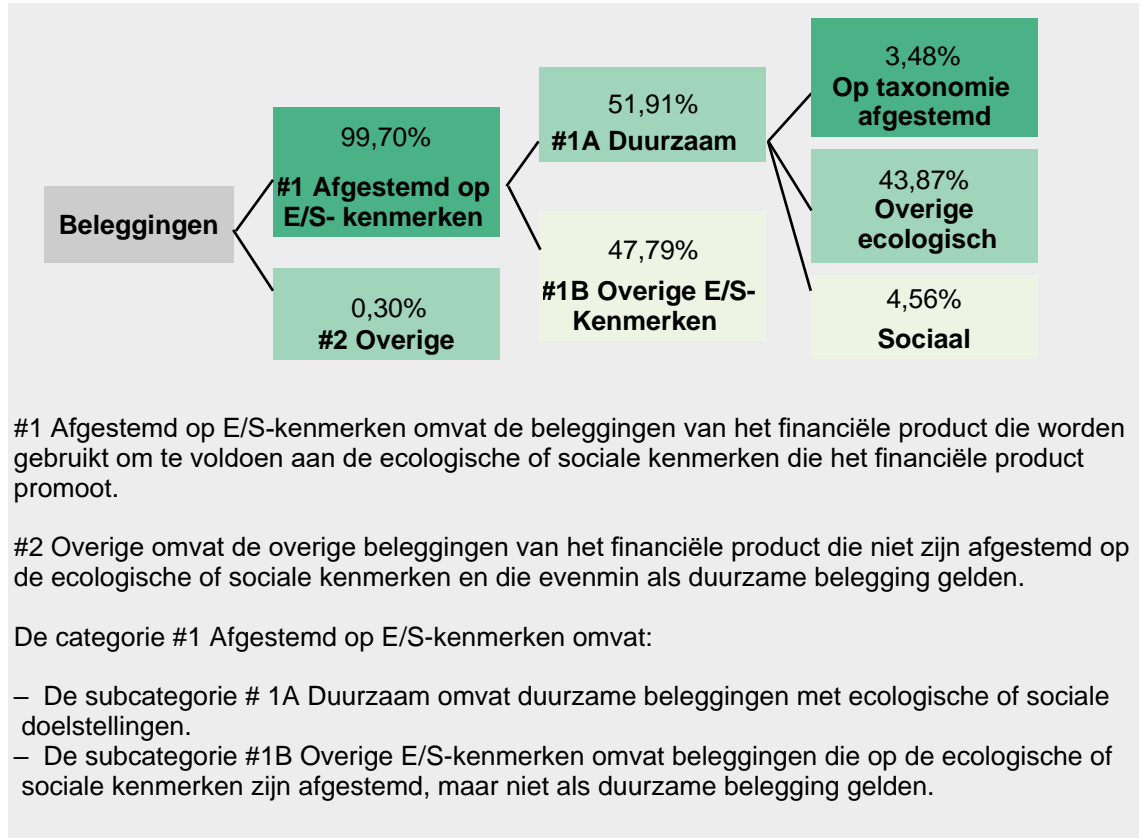 Beleggingen
99,70%
#1 Afgestemd op
E/S- kenmerken
0,30%
#2 Overige
51,91%
#1A Duurzaam
47,79%
#1B Overige E/S-
Kenmerken
3,48%
Op taxonomie
afgestemd
43,87%
Overige
ecologisch
4,56%
Sociaal
#1 Afgestemd op E/S-kenmerken omvat de beleggingen van het financiële product die worden
gebruikt om te voldoen aan de ecologische of sociale kenmerken die het financiële product
promoot.
#2 Overige omvat de overige beleggingen van het financiële product die niet zijn afgestemd op
de ecologische of sociale kenmerken en die evenmin als duurzame belegging gelden.
De categorie #1 Afgestemd op E/S-kenmerken omvat:
– De subcategorie # 1A Duurzaam omvat duurzame beleggingen met ecologische of sociale
doelstellingen.
– De subcategorie #1B Overige E/S-kenmerken omvat beleggingen die op de ecologische of
sociale kenmerken zijn afgestemd, maar niet als duurzame belegging gelden.